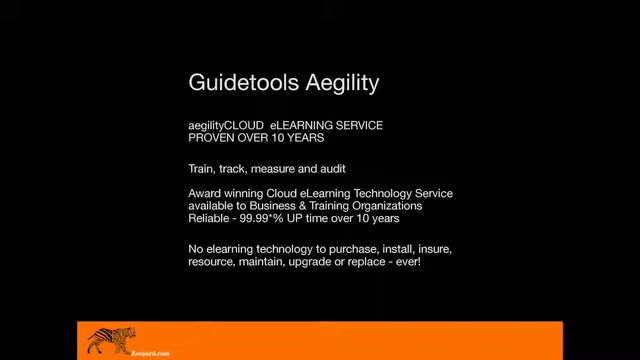 Guidetools Aegility
aegilityCLOUD eLEARNING SERVICE
PROVEN OVER 10 YEARS
Train, track, measure and audit
Award winning Cloud eLearning Technology Service
available to Business & Training Organizations
Reliable - 99.99*% UP time over 10 years
No elearning technology to purchase, install, insure,
resource, maintain, upgrade or replace - ever!
Zeopard.com